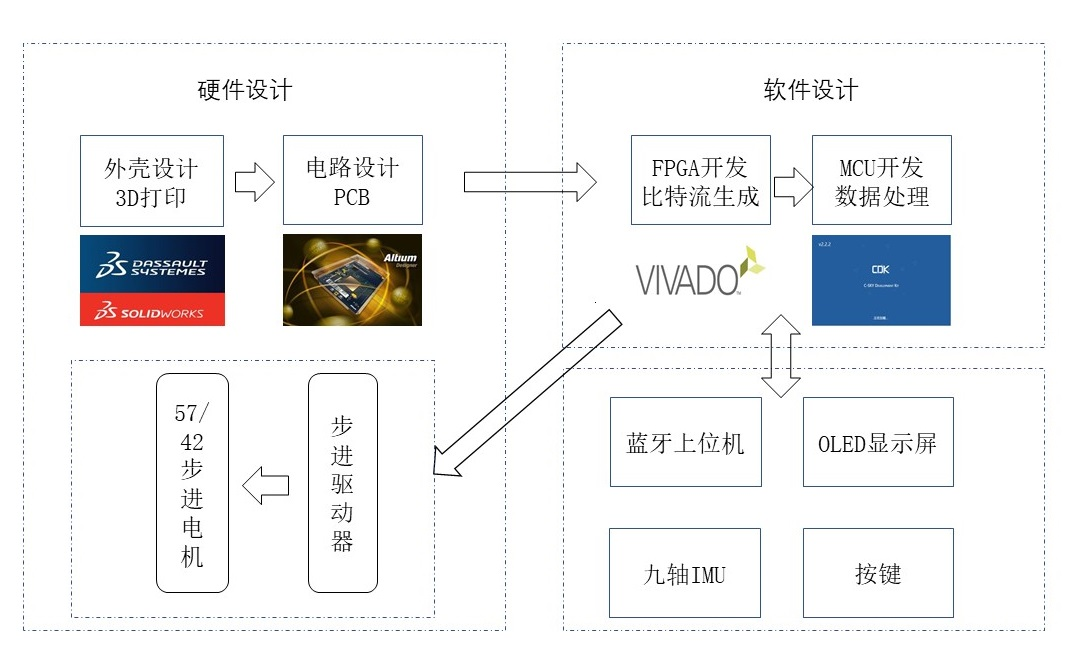 硬件设计
外壳设计
3D打印
电路设计
PCB
DASSAULT
SYSTEMES
SOLIDWORKS
Altium
Designer
软件设计
FPGA开发
比特流生成
MCU开发
数据处理
VIVADO
v2.2.2
CDK
57/
42
步
进
电
机
步
进
驱
动
器
蓝牙上位机
OLED显示屏
九轴IMU
按键